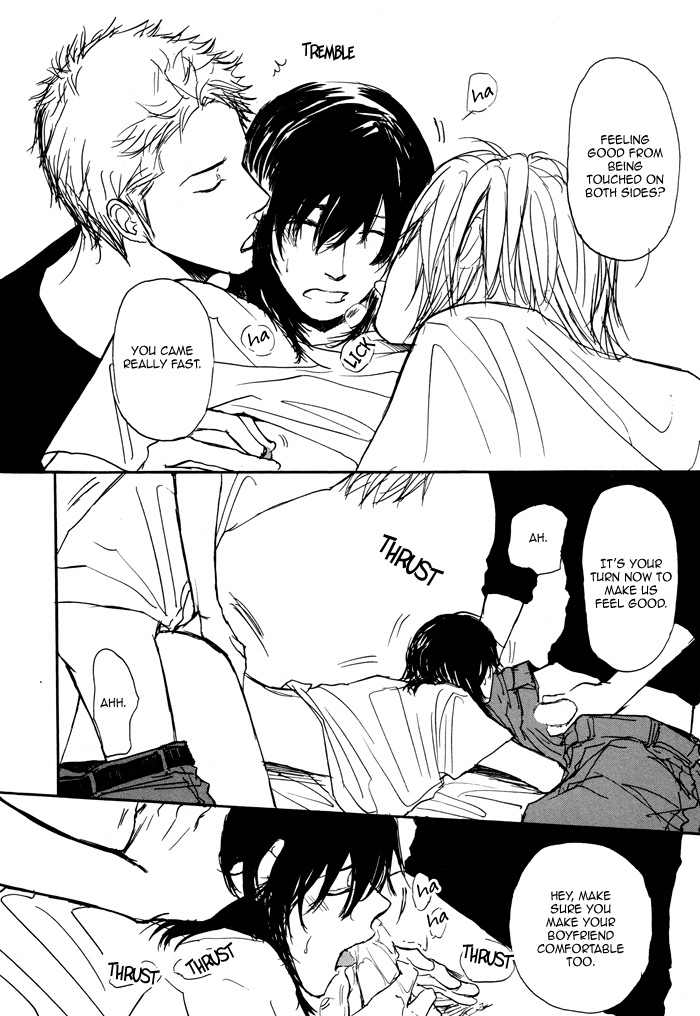 TREMBLE
ha
FEELING
GOOD FROM
BEING
TOUCHED ON
BOTH SIDES?
ha
LICK
YOU CAME
REALLY FAST.
THRUST
AH.
IT'S YOUR
TURN NOW TO
MAKE US
FEEL GOOD.
AHH.
HEY, MAKE
SURE YOU
MAKE YOUR
BOYFRIEND
COMFORTABLE
TOO.
ha
ha
THRUST
THRUST
THRUST